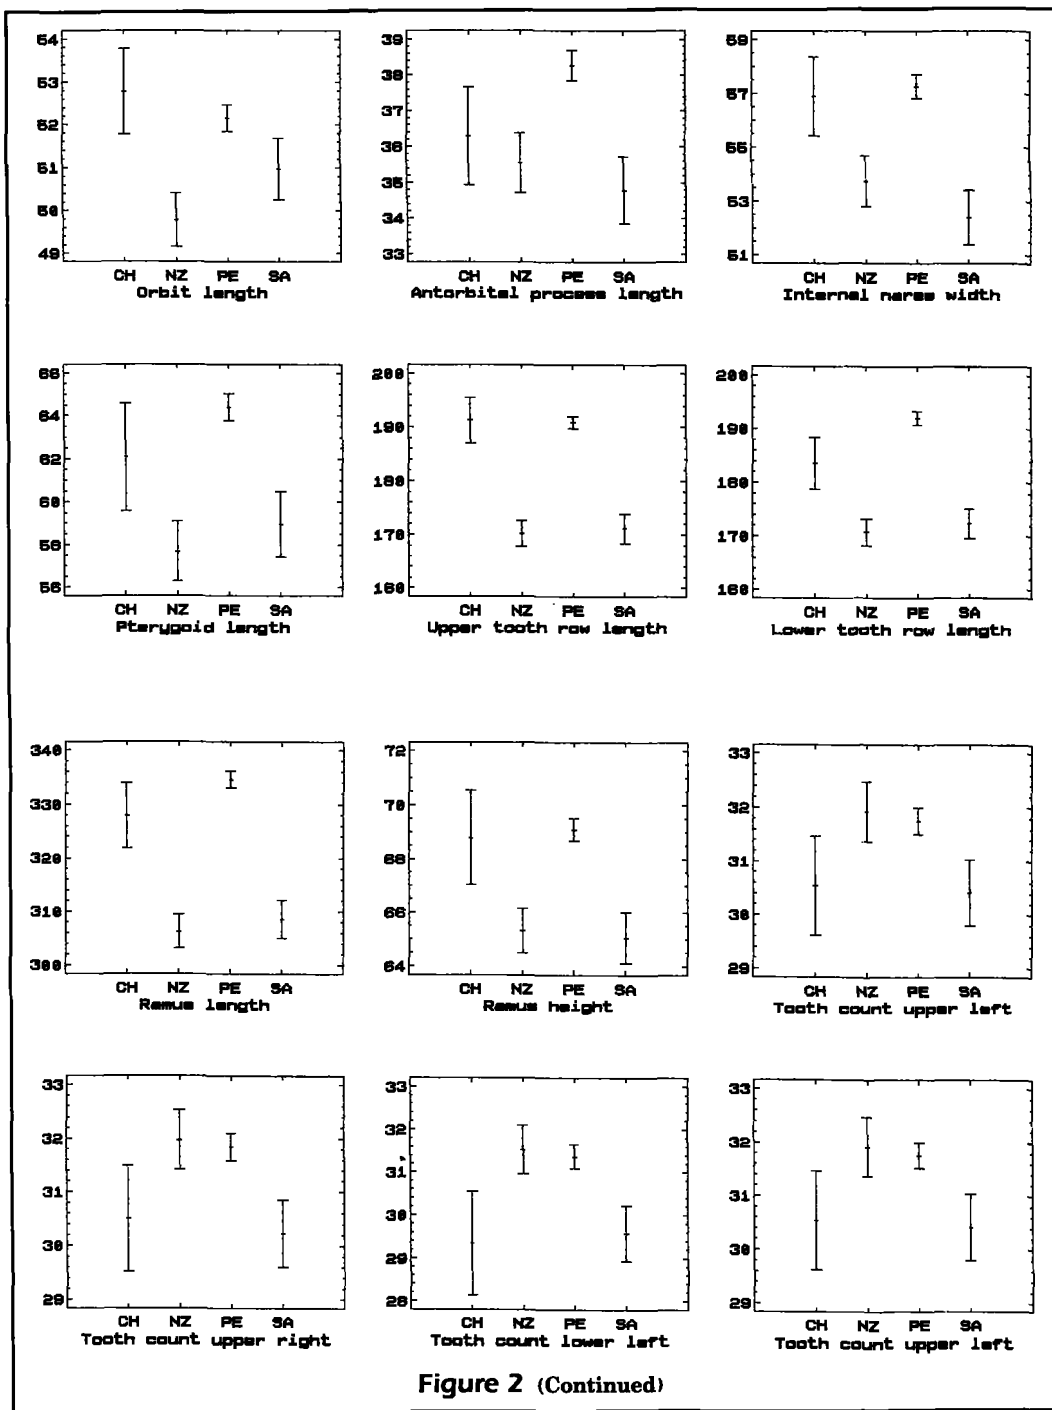 54
53
52
51
50
49
CH NZ PE SA
Orbit length
39
38
37
36
35
34
33
CH NZ PE SA
Antorbital process length
59
57
55
53
51
CH NZ PE SA
Internal nares width
66
64
62
60
58
56
CH NZ PE SA
Pterygoid length
200
190
180
170
160
CH NZ PE SA
Upper tooth row length
200
190
180
170
160
CH NZ PE SA
Lower tooth row length
340
330
320
310
300
CH NZ PE SA
Ramus length
72
70
68
66
64
CH NZ PE SA
Ramus height
33
32
31
30
29
CH NZ PE SA
Tooth count upper left
33
32
31
30
29
CH NZ PE SA
Tooth count upper right
33
32
31
30
29
28
CH NZ PE SA
Tooth count lower left
33
32
31
30
29
CH NZ PE SA
Tooth count upper left
Figure 2 (Continued)